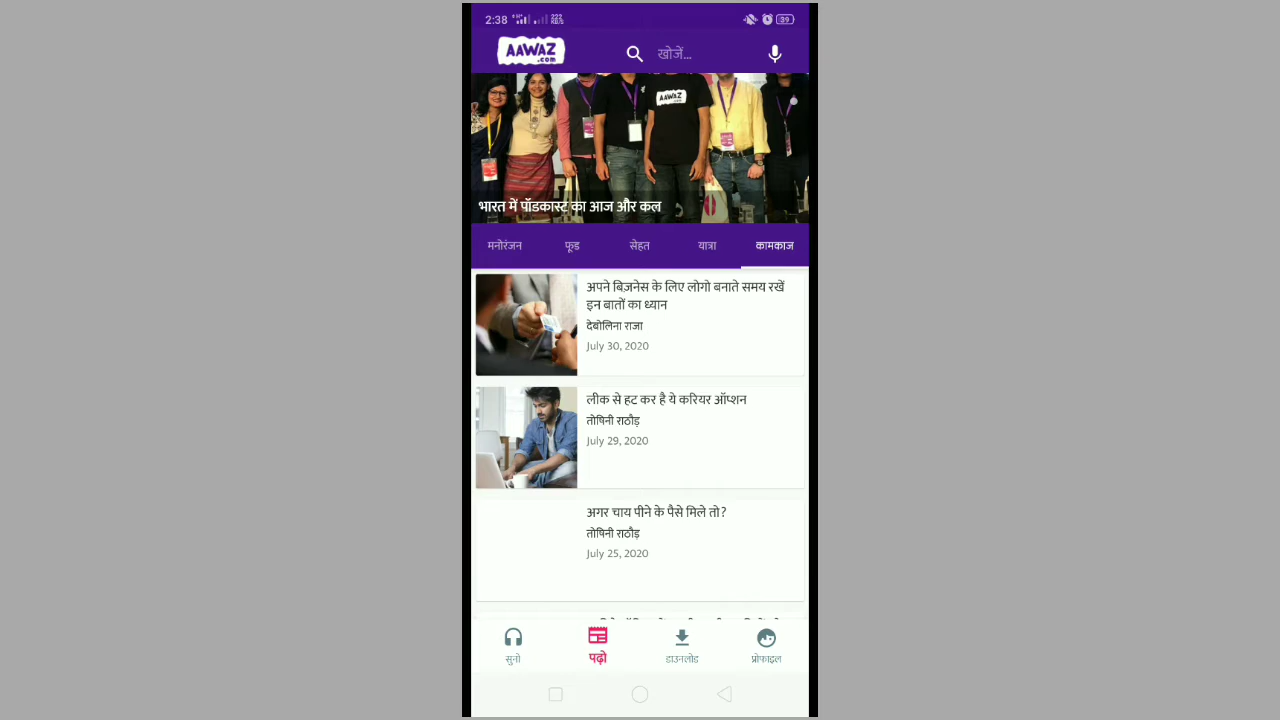 2:38
39
AAWAZ
.com
खोजें...
AAWAZ
भारत में पॉडकास्ट का आज और कल
मनोरंजन फूड सेहत यात्रा कामकाज
अपने बिज़नेस के लिए लोगो बनाते समय रखें
इन बातों का ध्यान
देबोलिना राजा
July 30, 2020
लीक से हट कर है ये करियर ऑप्शन
तोषिनी राठौड़
July 29, 2020
अगर चाय पीने के पैसे मिले तो?
तोषिनी राठौड़
July 25, 2020
सुनो पढ़ो डाउनलोड प्रोफाइल